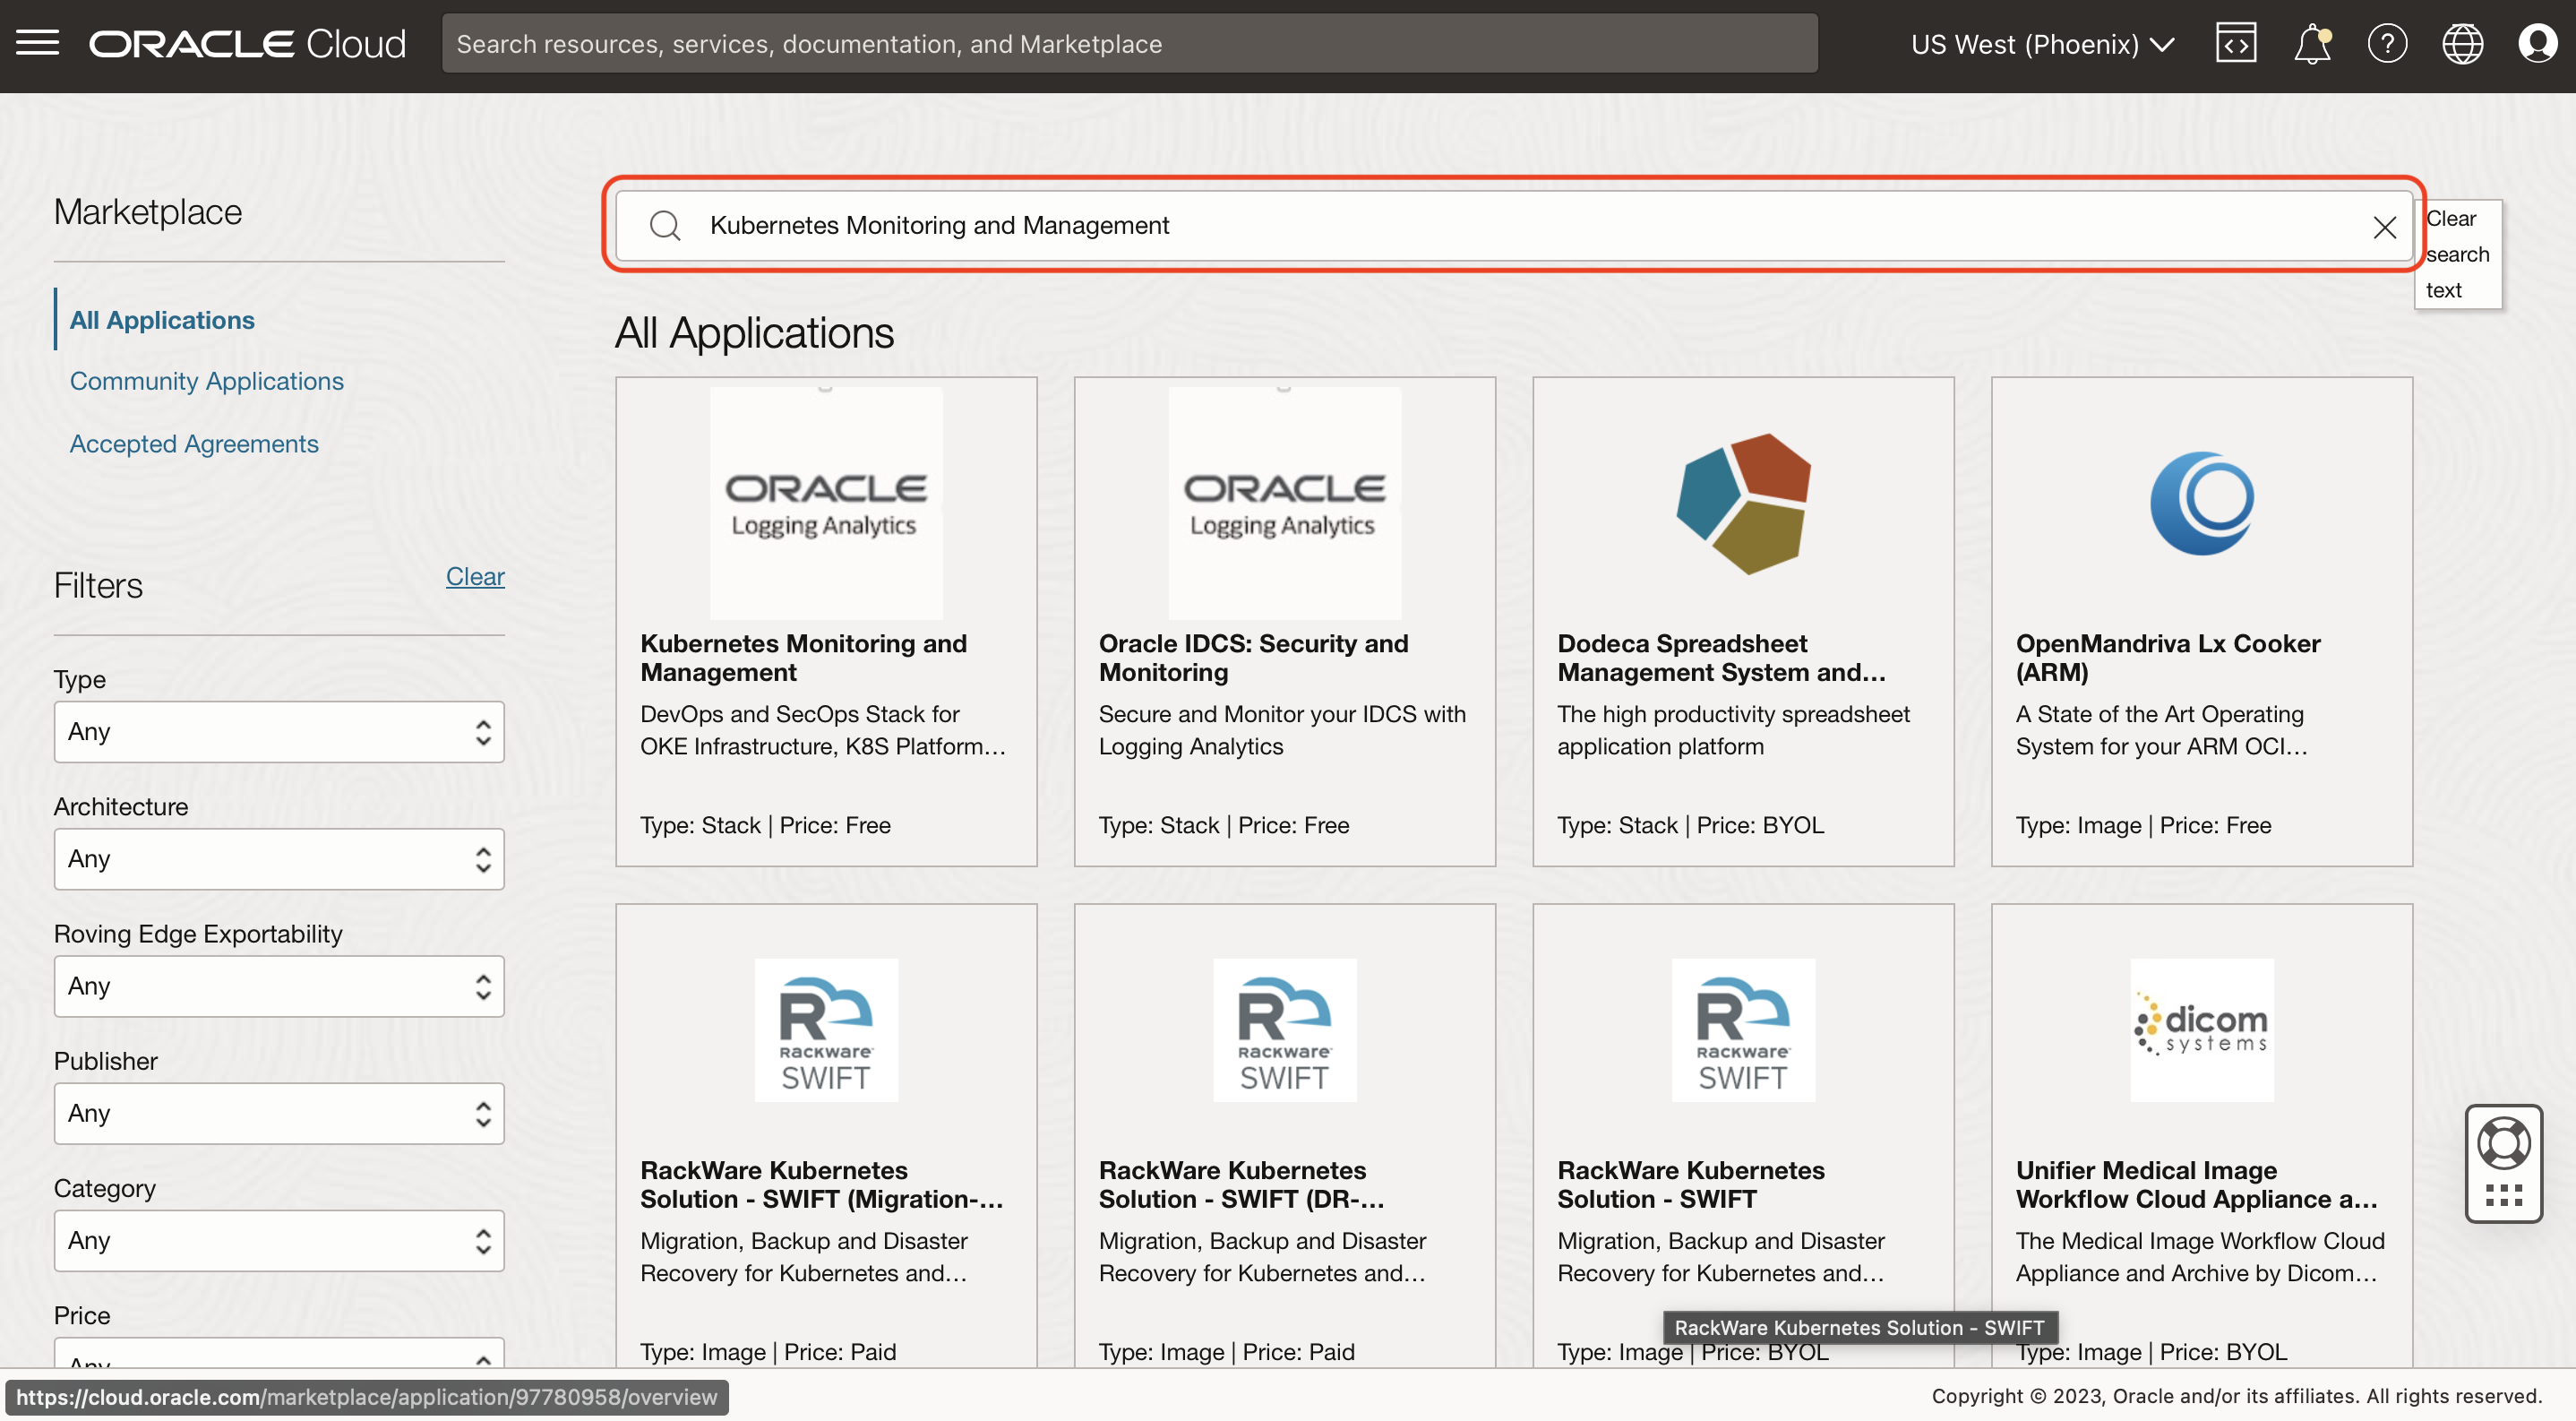 ORACLE Cloud
Search resources, services, documentation, and Marketplace
US West (Phoenix)
Marketplace
All Applications
Community Applications
Accepted Agreements
Filters
Clear
Type
Any
Architecture
Any
Roving Edge Exportability
Any
Publisher
Any
Category
Any
Price
Any
Kubernetes Monitoring and Management
Clear
search
text
All Applications
ORACLE
Logging Analytics
Kubernetes Monitoring and
Management
DevOps and SecOps Stack for
OKE Infrastructure, K8S Platform...
Type: Stack | Price: Free
ORACLE
Logging Analytics
Oracle IDCS: Security and
Monitoring
Secure and Monitor your IDCS with
Logging Analytics
Type: Stack | Price: Free
Dodeca Spreadsheet
Management System and...
The high productivity spreadsheet
application platform
Type: Stack | Price: BYOL
OpenMandriva Lx Cooker
(ARM)
A State of the Art Operating
System for your ARM OCI...
Type: Image | Price: Free
R
RACKWARE
SWIFT
RackWare Kubernetes
Solution - SWIFT (Migration-...
Migration, Backup and Disaster
Recovery for Kubernetes and...
Type: Image | Price: Paid
R
RACKWARE
SWIFT
RackWare Kubernetes
Solution - SWIFT (DR-...
Migration, Backup and Disaster
Recovery for Kubernetes and...
Type: Image | Price: Paid
R
RACKWARE
SWIFT
RackWare Kubernetes
Solution - SWIFT
Migration, Backup and Disaster
Recovery for Kubernetes and...
RackWare Kubernetes Solution - SWIFT
Type: Image | Price: BYOL
dicom
systems
Unifier Medical Image
Workflow Cloud Appliance a...
The Medical Image Workflow Cloud
Appliance and Archive by Dicom...
Type: Image | Price: BYOL
https://cloud.oracle.com/marketplace/application/97780958/overview
Copyright © 2023, Oracle and/or its affiliates. All rights reserved.